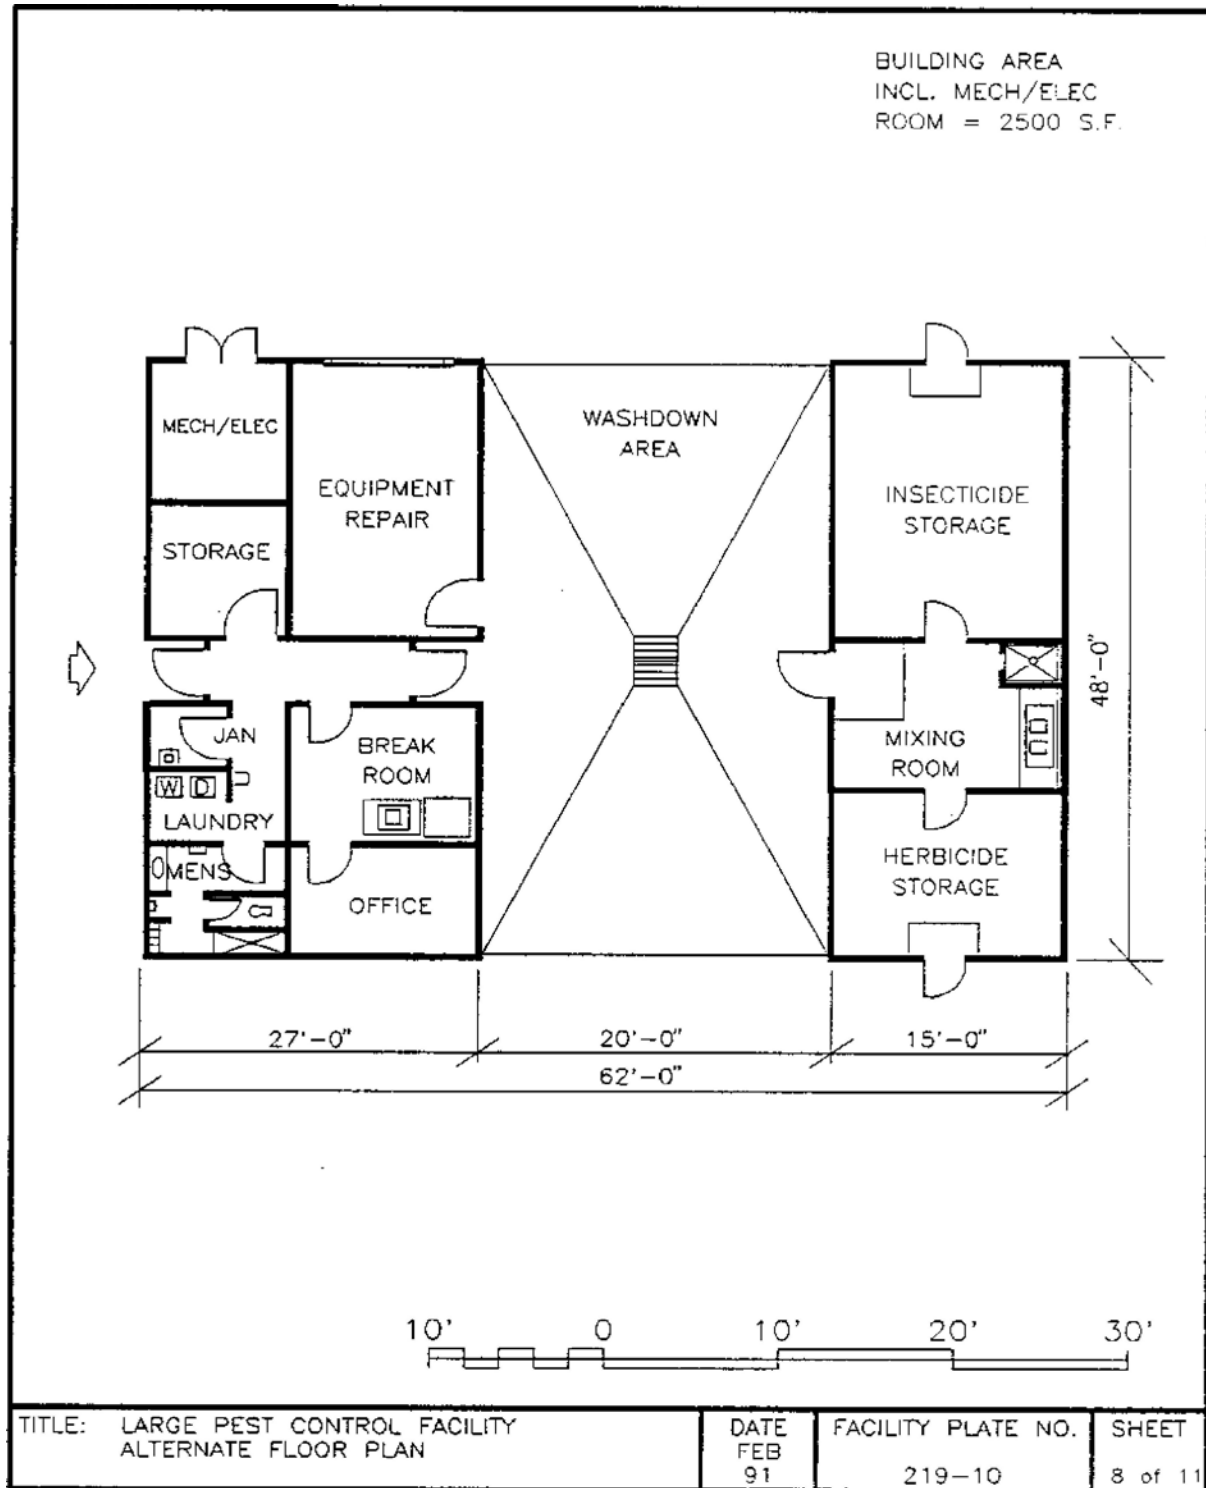 BUILDING AREA
INCL. MECH/ELEC
ROOM = 2500 S.F.
MECH/ELEC
EQUIPMENT
REPAIR
STORAGE
WASHDOWN
AREA
INSECTICIDE
STORAGE
JAN
BREAK
ROOM
W D
LAUNDRY
MENS
OFFICE
MIXING
ROOM
HERBICIDE
STORAGE
48'-0"
27'-0"
20'-0"
15'-0"
62'-0"
10' 0 10' 20' 30'
TITLE: LARGE PEST CONTROL FACILITY
ALTERNATE FLOOR PLAN
DATE
FEB
91
FACILITY PLATE NO.
219-10
SHEET
8 of 11